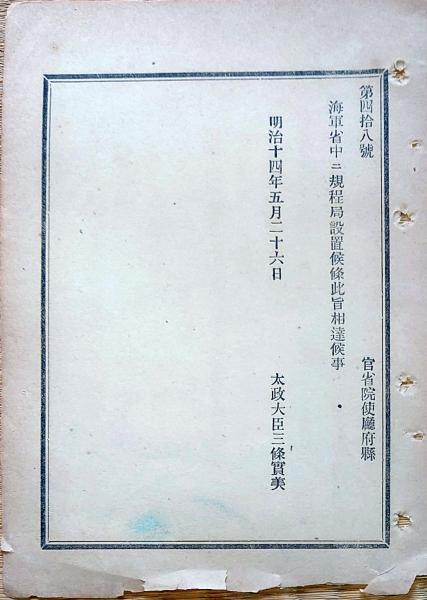 第四拾八號
官省院使廳府縣
海軍省中ニ規程局設置候條此旨相達候事
明治十四年五月二十六日
太政大臣三條實美